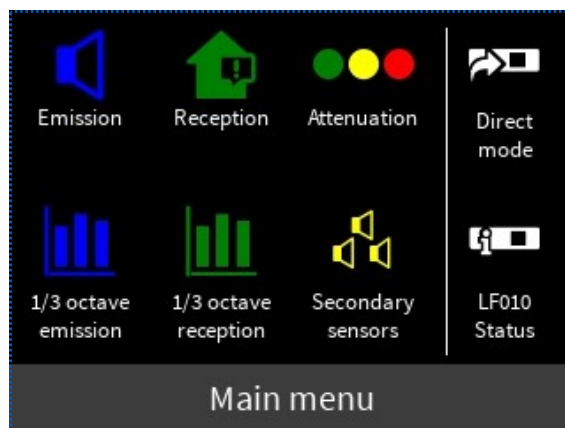 Emission
Reception
Attenuation
Direct
mode
1/3 octave
emission
1/3 octave
reception
Secondary
sensors
LF010
Status
Main menu